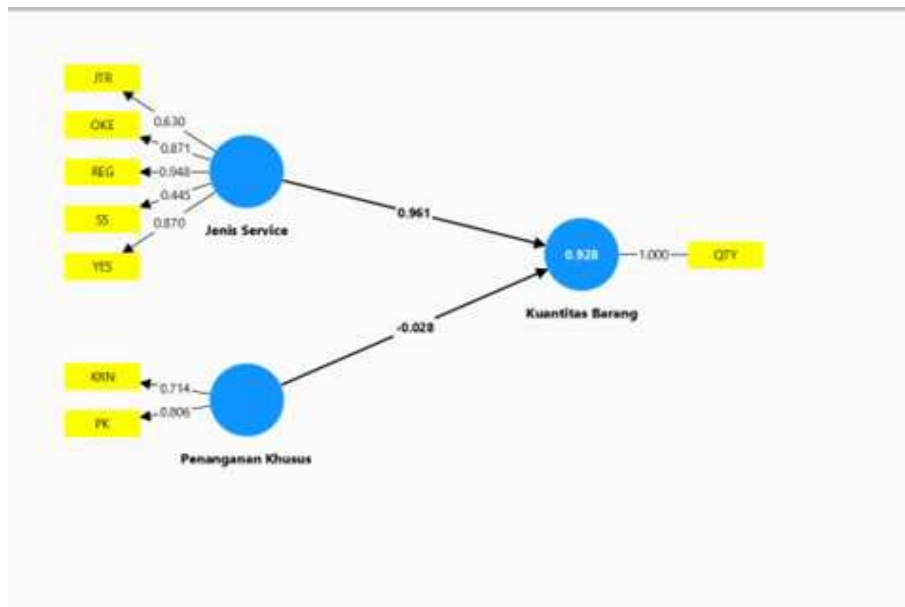 JTR
0.630
OKE
0.871
REG
0.948
0.445
SS
0.870
Jenis Service
YES
0.961
0.928
1.000
QTY
Kuantitas Barang
-0.028
KRN
0.714
0.806
PK
Penanganan Khusus